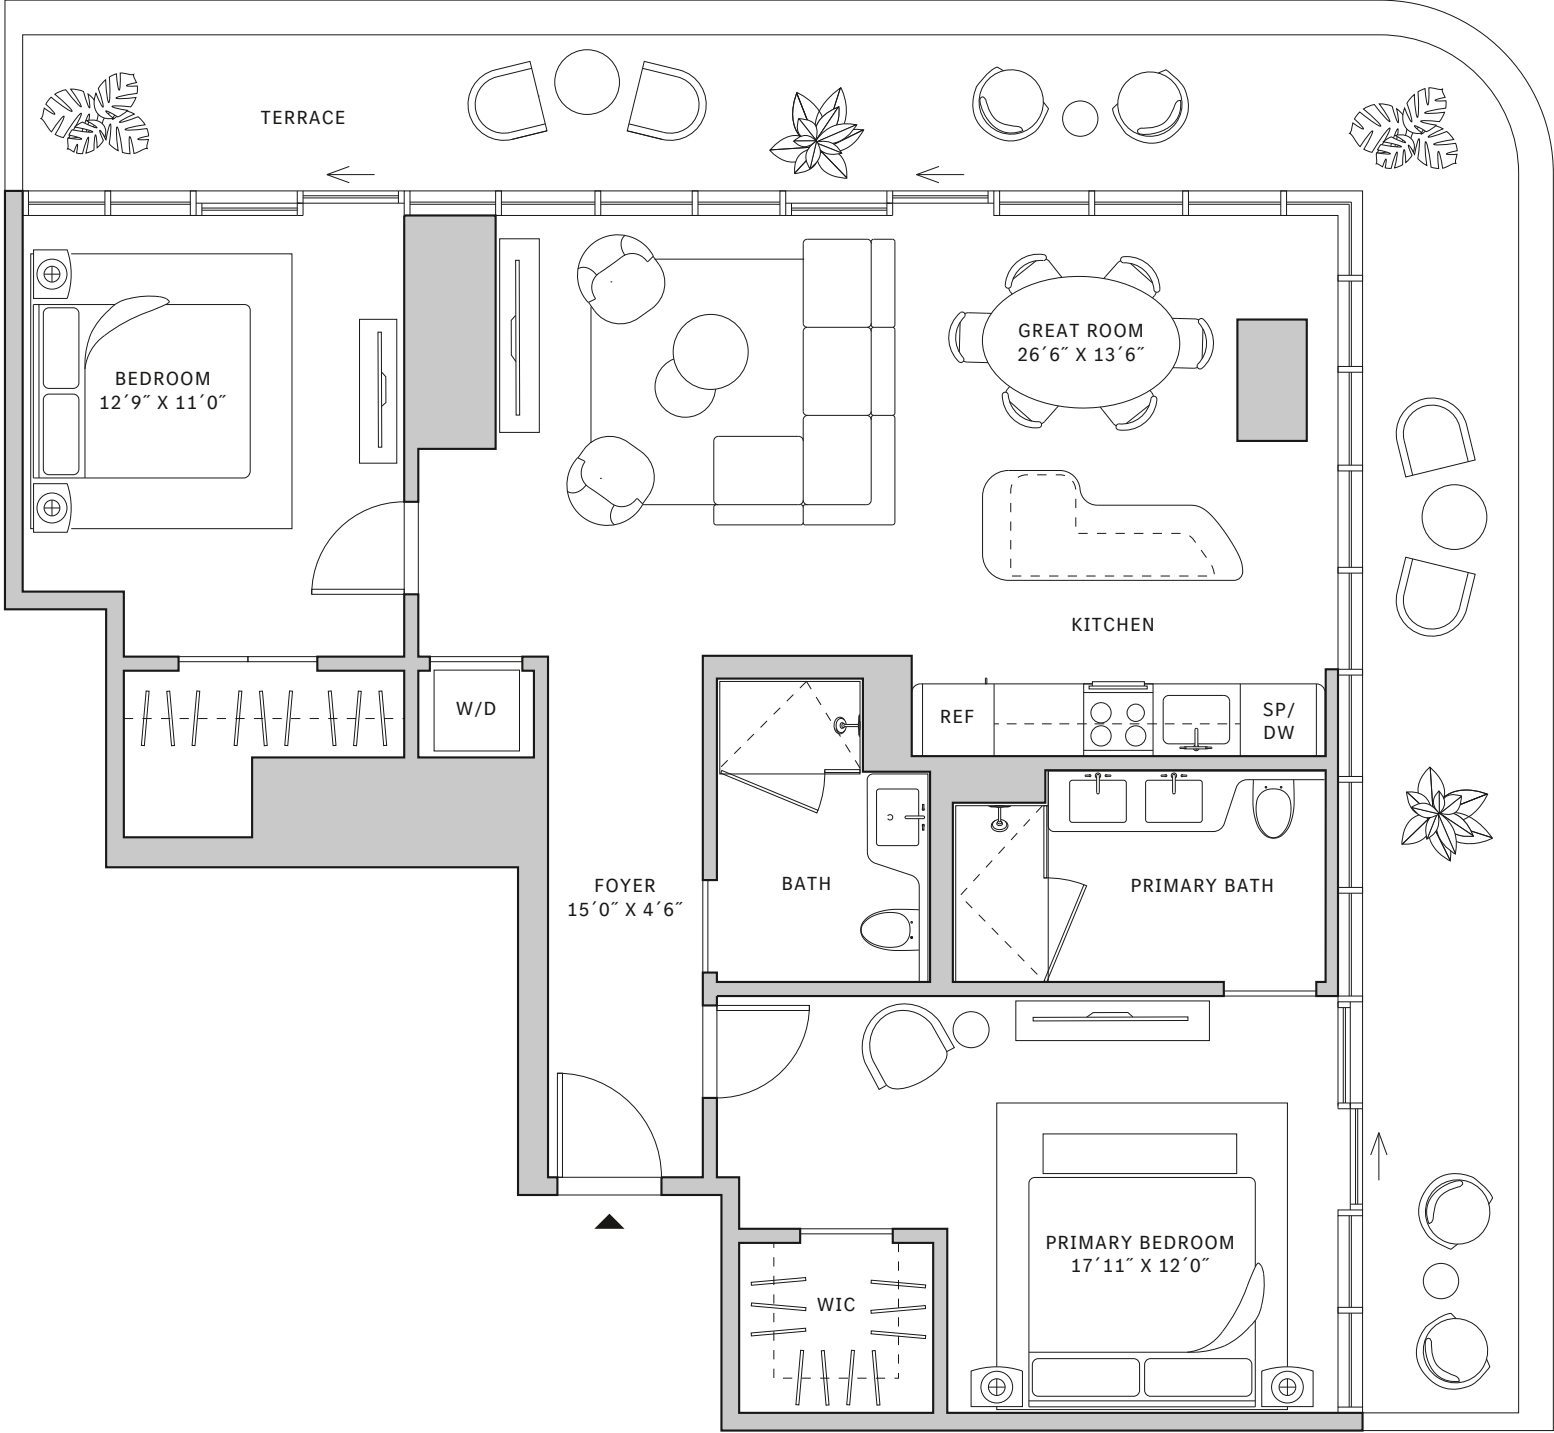 TERRACE
GREAT ROOM
26´6˝ X 13´6˝
BEDROOM
12´9˝ X 11´0˝
KITCHEN
W/D
REF
SP/
DW
FOYER
15´0˝ X 4´6˝
BATH
PRIMARY BATH
PRIMARY BEDROOM
17´11˝ X 12´0˝
WIC